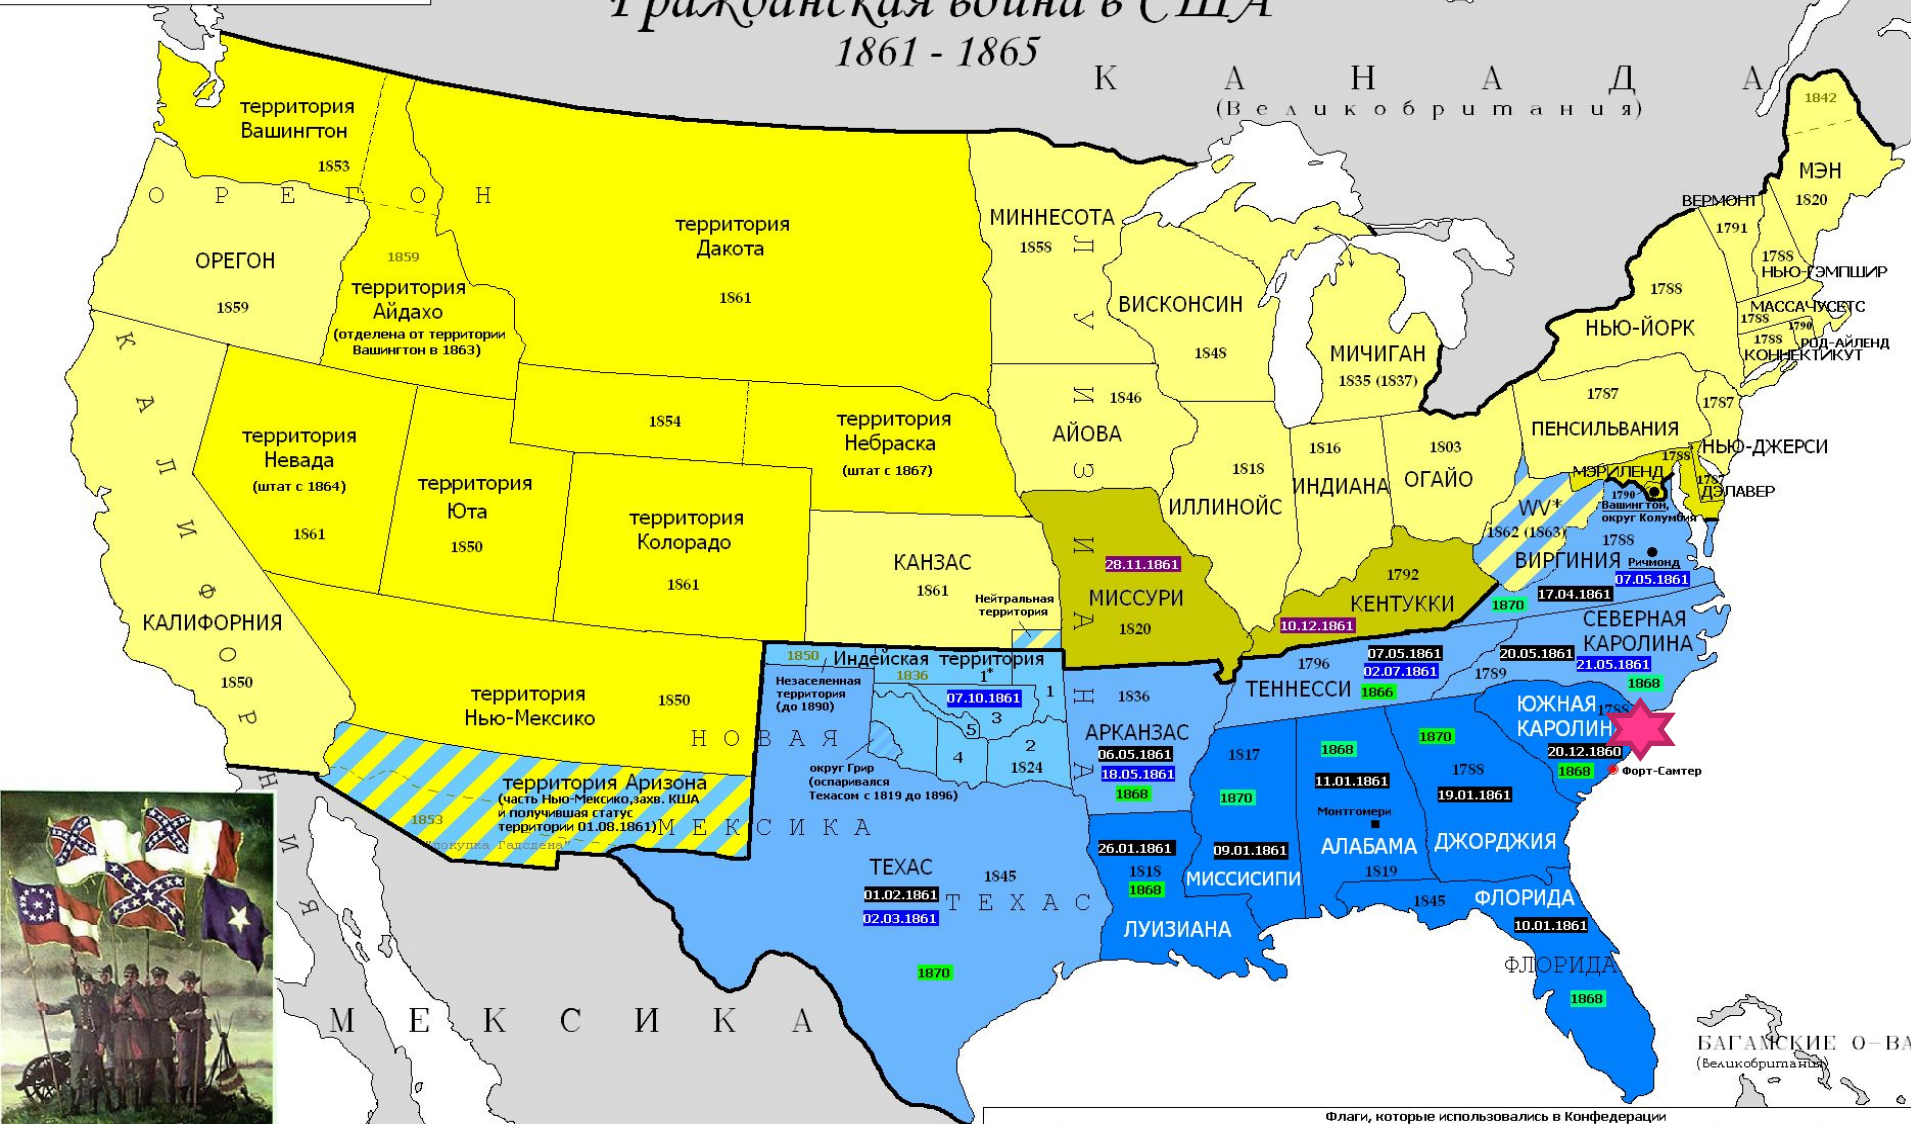 Гражданская война в США
1861 - 1865
К А Н А Д А
(Великобритания)
территория
Вашингтон
1853
О Р Е Г О Н
ОРЕГОН
1859
1859
территория
Айдахо
(отделена от территории
Вашингтон в 1863)
территория
Дакота
1861
МИННЕСОТА
1858
ЛУИЗИАНА
ВИСКОНСИН
1848
МИЧИГАН
1835 (1837)
1842
МЭН
1820
ВЕРМОНТ
1791
1788
НЬЮ-ГЭМПШИР
МАССАЧУСЕТС
1788
1790
РОД-АЙЛЕНД
1788
КОННЕКТИКУТ
1788
НЬЮ-ЙОРК
1787
ПЕНСИЛЬВАНИЯ
1787
НЬЮ-ДЖЕРСИ
1788
МЭРИЛЕНД
1787
ДЭЛАВЕР
1790
Вашингтон,
округ Колумбия
КАЛИФОРНИЯ
КАЛИФОРНИЯ
1850
территория
Невада
(штат с 1864)
1861
территория
Юта
1850
1854
территория
Небраска
(штат с 1867)
территория
Колорадо
1861
КАНЗАС
1861
Нейтральная
территория
1846
АЙОВА
1818
ИЛЛИНОЙС
1816
ИНДИАНА
1803
ОГАЙО
28.11.1861
МИССУРИ
1820
1792
КЕНТУККИ
10.12.1861
WV*
1862 (1863)
1788
ВИРГИНИЯ
Ричмонд
07.05.1861
17.04.1861
1870
СЕВЕРНАЯ
КАРОЛИНА
20.05.1861
21.05.1861
1789
1868
1796
07.05.1861
02.07.1861
ТЕННЕССИ
1866
ЮЖНАЯ
1788
КАРОЛИН
20.12.1860
1868
Форт-Самтер
территория
Нью-Мексико
1850
территория Аризона
(часть Нью-Мексико,захв. КША
и получившая статус
территории 01.08.1861)
1853
"покупка Гадсдена"
Н О В А Я
М Е К С И К А
1850
Индейская территория
1836
1*
Незаселенная
территория
(до 1890)
07.10.1861
1
3
5
4
2
1824
округ Грир
(оспаривался
Техасом с 1819 до 1896)
1836
АРКАНЗАС
06.05.1861
18.05.1861
1868
ТЕХАС
1845
01.02.1861
02.03.1861
Т Е Х А С
1870
26.01.1861
1818
1868
ЛУИЗИАНА
1817
1870
09.01.1861
МИССИСИПИ
1868
11.01.1861
Монтгомери
АЛАБАМА
1819
1870
1788
19.01.1861
ДЖОРДЖИЯ
1845
ФЛОРИДА
10.01.1861
ФЛОРИДА
1868
М Е К С И К А
БАГАМСКИЕ О-ВА
(Великобритания)
Флаги, которые использовались в Конфедерации